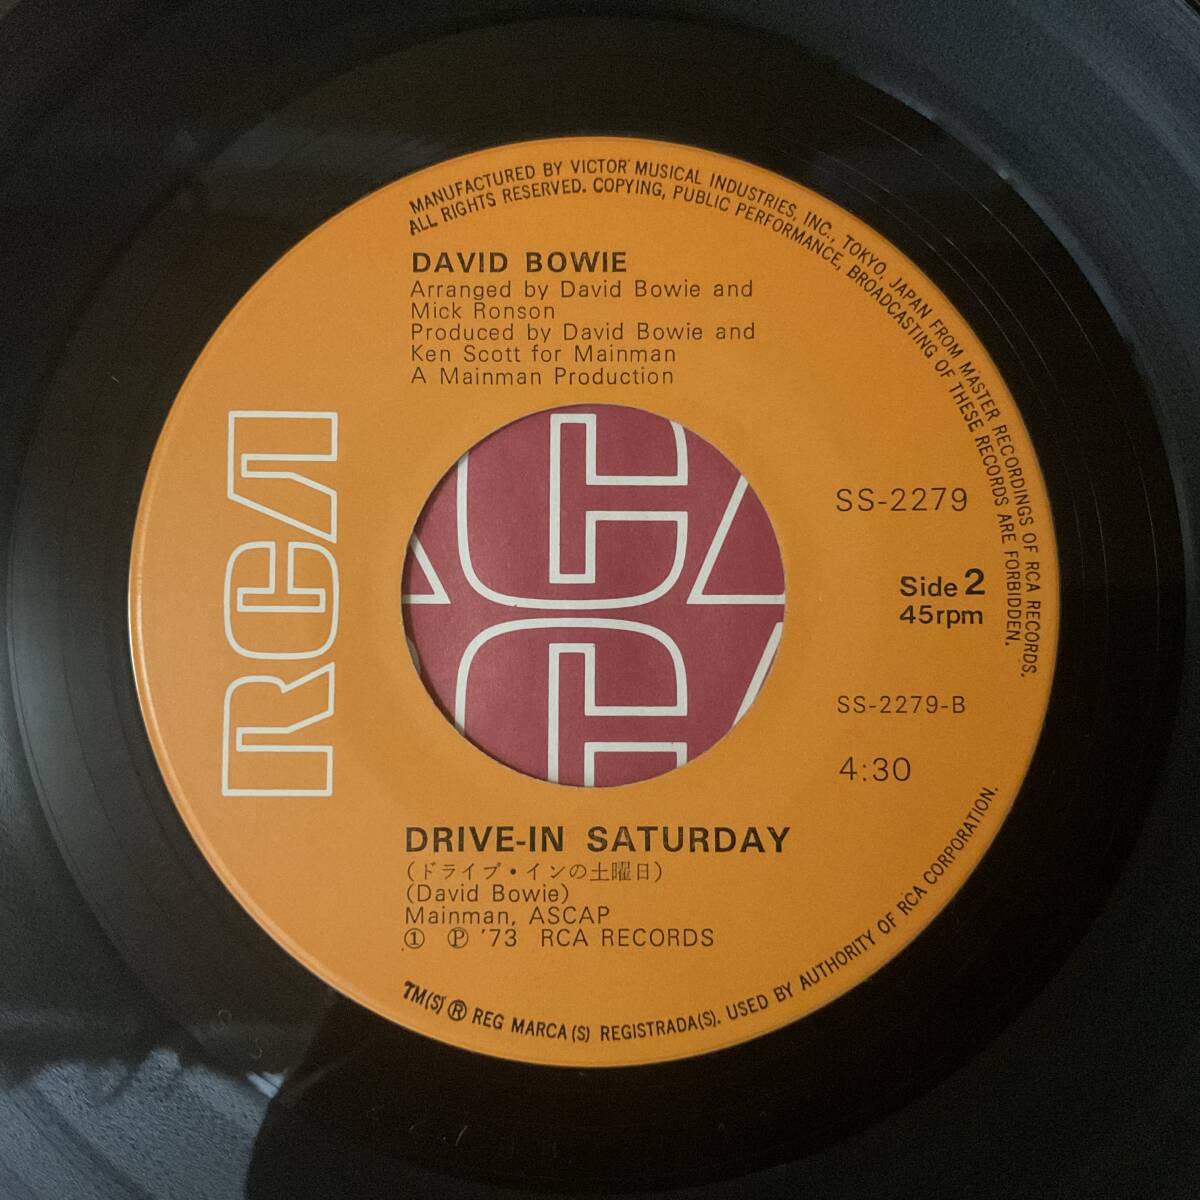 MANUFACTURED BY VICTOR MUSICAL INDUSTRIES, INC., TOKYO, JAPAN FROM MASTER RECORDINGS OF RCA RECORDS.
ALL RIGHTS RESERVED. COPYING, PUBLIC PERFORMANCE, BROADCASTING OF THESE RECORDS ARE FORBIDDEN.
DAVID BOWIE
Arranged by David Bowie and
Mick Ronson
Produced by David Bowie and
Ken Scott for Mainman
A Mainman Production
RCA
SS-2279
Side 2
45rpm
SS-2279-B
4:30
DRIVE-IN SATURDAY
(ドライブ・インの土曜日)
(David Bowie)
Mainman, ASCAP
① ℗ '73 RCA RECORDS
TM(S) ® REG MARCA(S) REGISTRADA(S). USED BY AUTHORITY OF RCA CORPORATION.